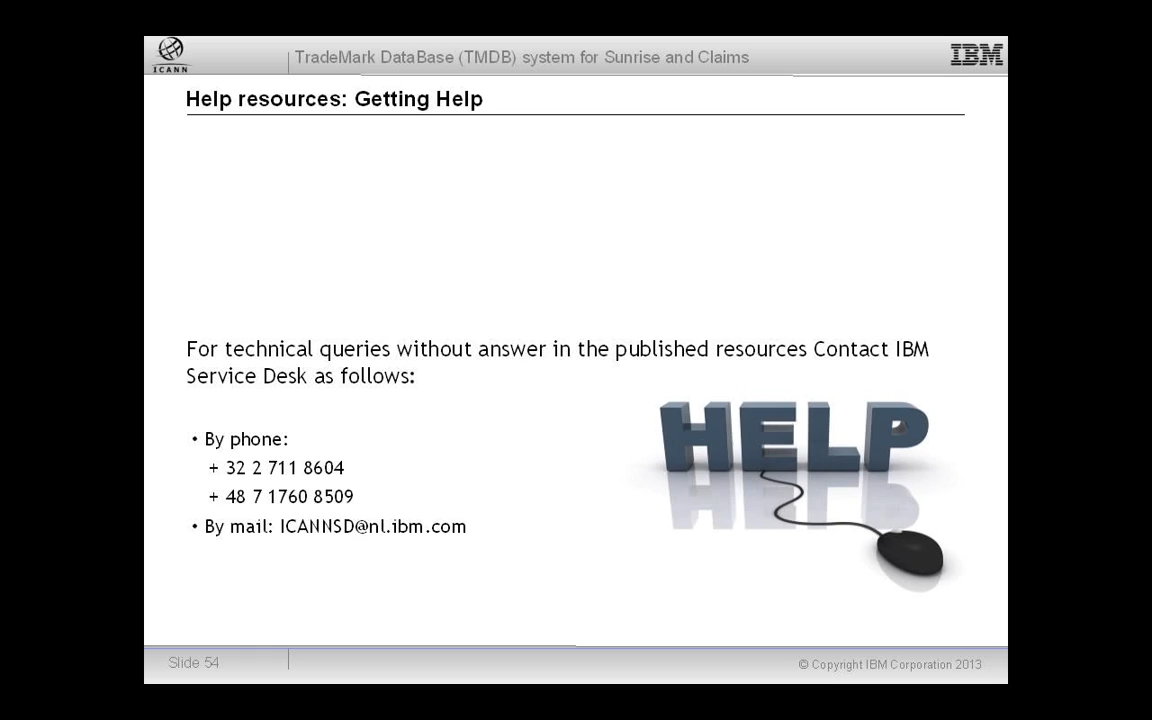 ICANN
TradeMark DataBase (TMDB) system for Sunrise and Claims
IBM
Help resources: Getting Help
For technical queries without answer in the published resources Contact IBM
Service Desk as follows:
• By phone:
+ 32 2 711 8604
+ 48 7 1760 8509
• By mail: ICANNSD@nl.ibm.com
HELP
Slide 54
© Copyright IBM Corporation 2013